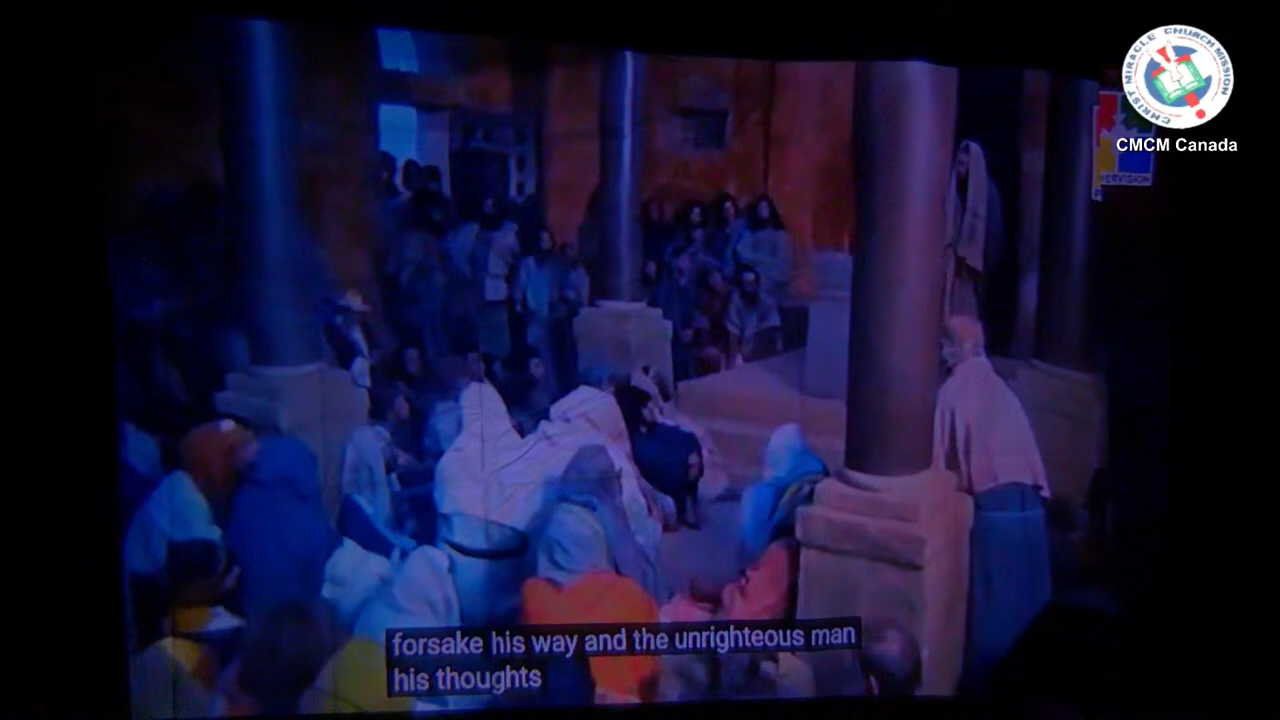 CHRIST MIRACLE CHURCH MISSION
CMCM Canada
VERVISION
forsake his way and the unrighteous man
his thoughts